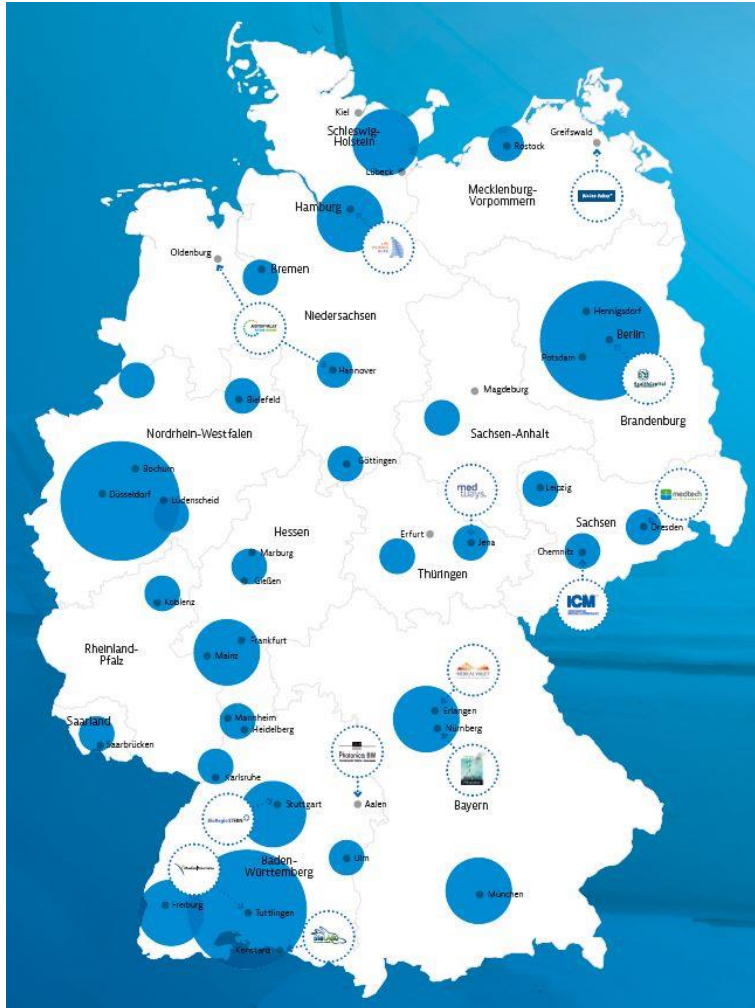 Kiel
Schleswig-
Holstein
Lübeck
Rostock
Greifswald
Mecklenburg-
Vorpommern
Hamburg
Oldenburg
Bremen
Niedersachsen
Hannover
Hennigsdorf
Berlin
Potsdam
Brandenburg
Magdeburg
Bielefeld
Nordrhein-Westfalen
Sachsen-Anhalt
Göttingen
Bochum
Düsseldorf
Lüdenscheid
med
ways.
Leipzig
medtech
Sachsen
Dresden
Hessen
Erfurt
Jena
Chemnitz
Thüringen
Marburg
Gießen
ICM
Koblenz
Frankfurt
Mainz
Rheinland-
Pfalz
MEDICAL VALLEY
Erlangen
Nürnberg
Mannheim
Heidelberg
Saarland
Saarbrücken
Photonics BW
Karlsruhe
Bayern
Stuttgart
Aalen
BioRegioSTERN
Baden-
Württemberg
Ulm
München
Freiburg
Tuttlingen
Konstanz